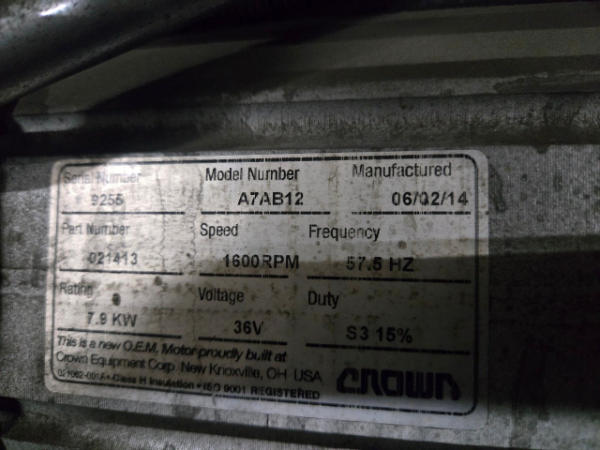 Serial Number Model Number Manufactured
9255 A7AB12 06/02/14
Part Number Speed Frequency
021413 1600RPM 57.5 HZ
Rating Voltage Duty
7.9 KW 36V S3 15%
This is a new O.E.M. Motor proudly built at
Crown Equipment Corp. New Knoxville, OH USA
Class H Insulation • ISO 9001 REGISTERED
CROWN